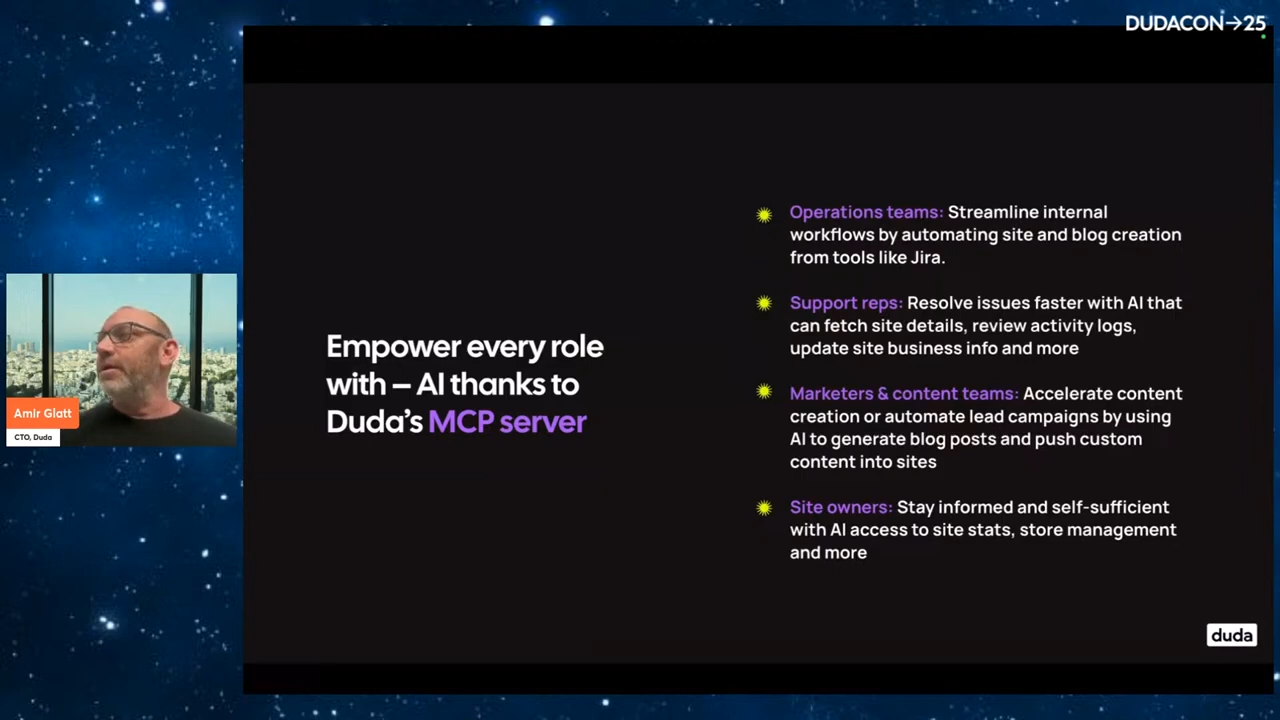 DUDACON→25
Empower every role
with – AI thanks to
Duda's MCP server
Operations teams: Streamline internal
workflows by automating site and blog creation
from tools like Jira.
Support reps: Resolve issues faster with AI that
can fetch site details, review activity logs,
update site business info and more
Marketers & content teams: Accelerate content
creation or automate lead campaigns by using
AI to generate blog posts and push custom
content into sites
Site owners: Stay informed and self-sufficient
with AI access to site stats, store management
and more
Amir Glatt
CTO, Duda
duda